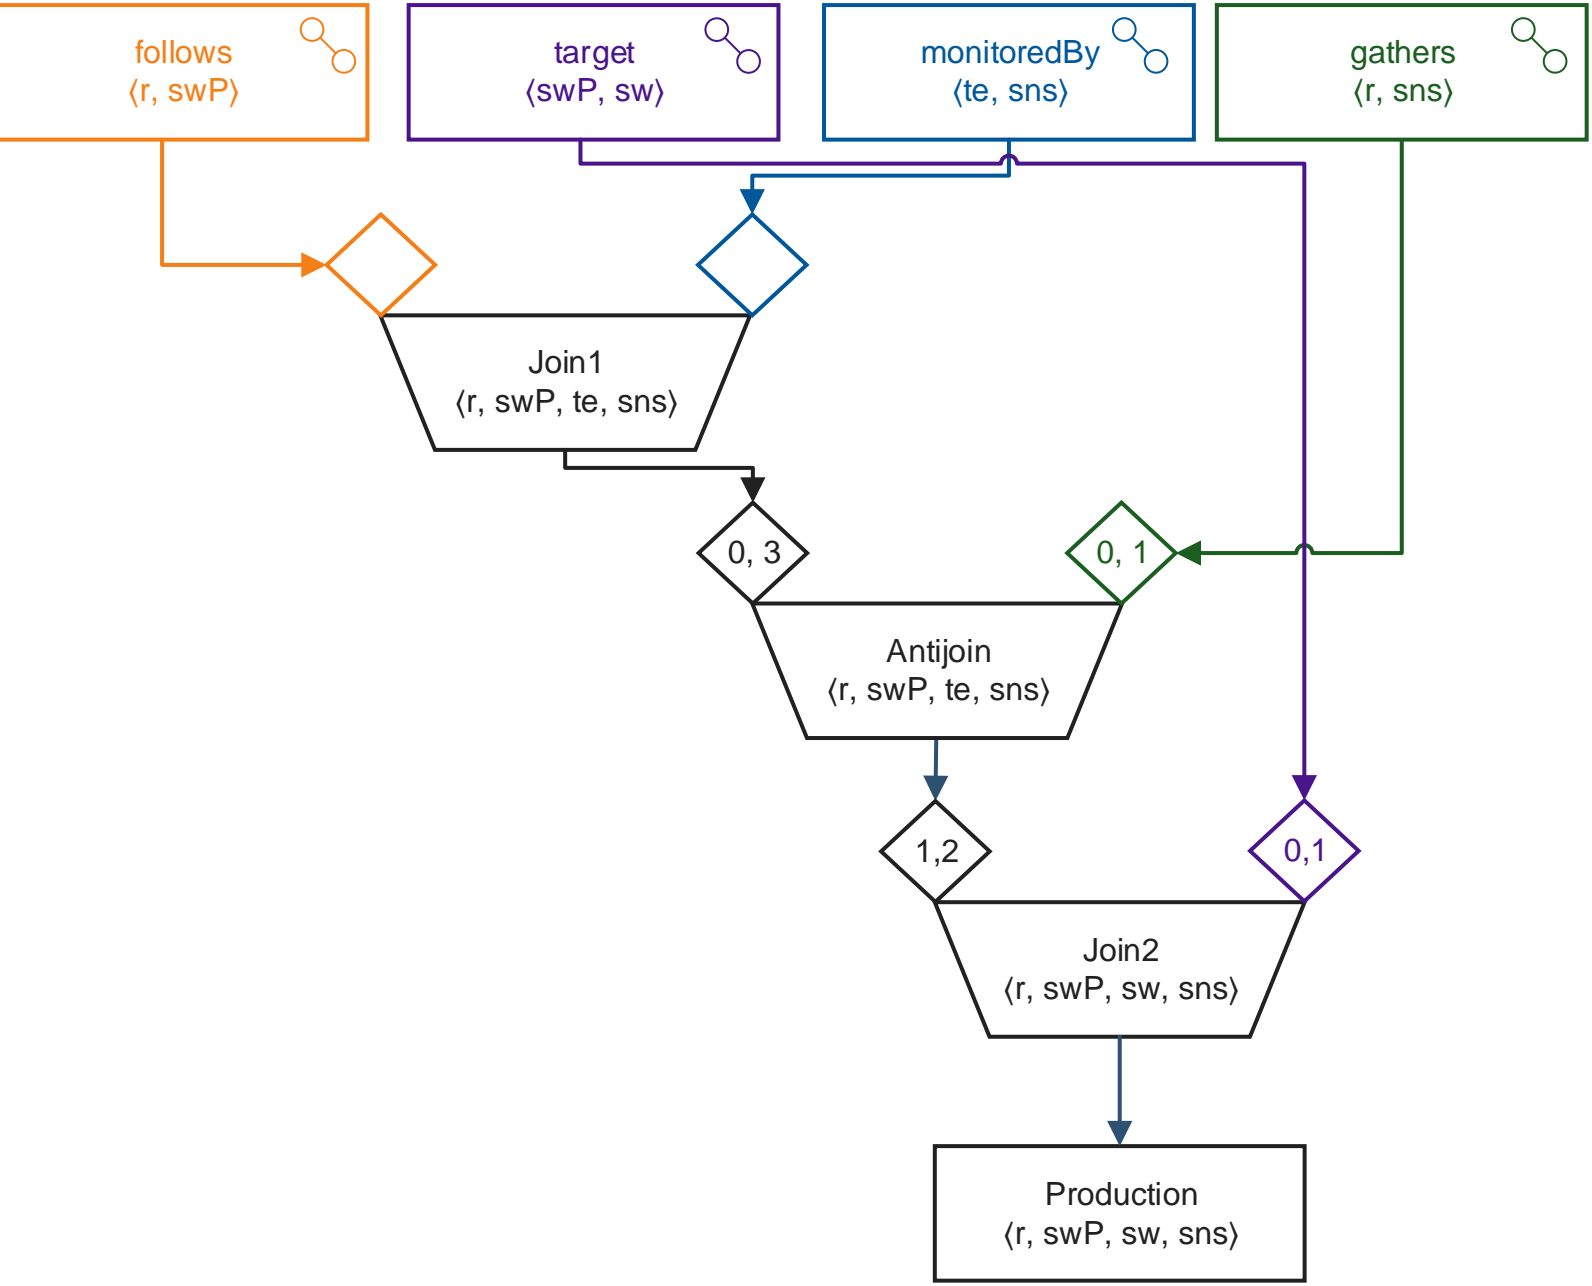 follows
⟨r, swP⟩
target
⟨swP, sw⟩
monitoredBy
⟨te, sns⟩
gathers
⟨r, sns⟩
Join1
⟨r, swP, te, sns⟩
0, 3
0, 1
Antijoin
⟨r, swP, te, sns⟩
1,2
0,1
Join2
⟨r, swP, sw, sns⟩
Production
⟨r, swP, sw, sns⟩